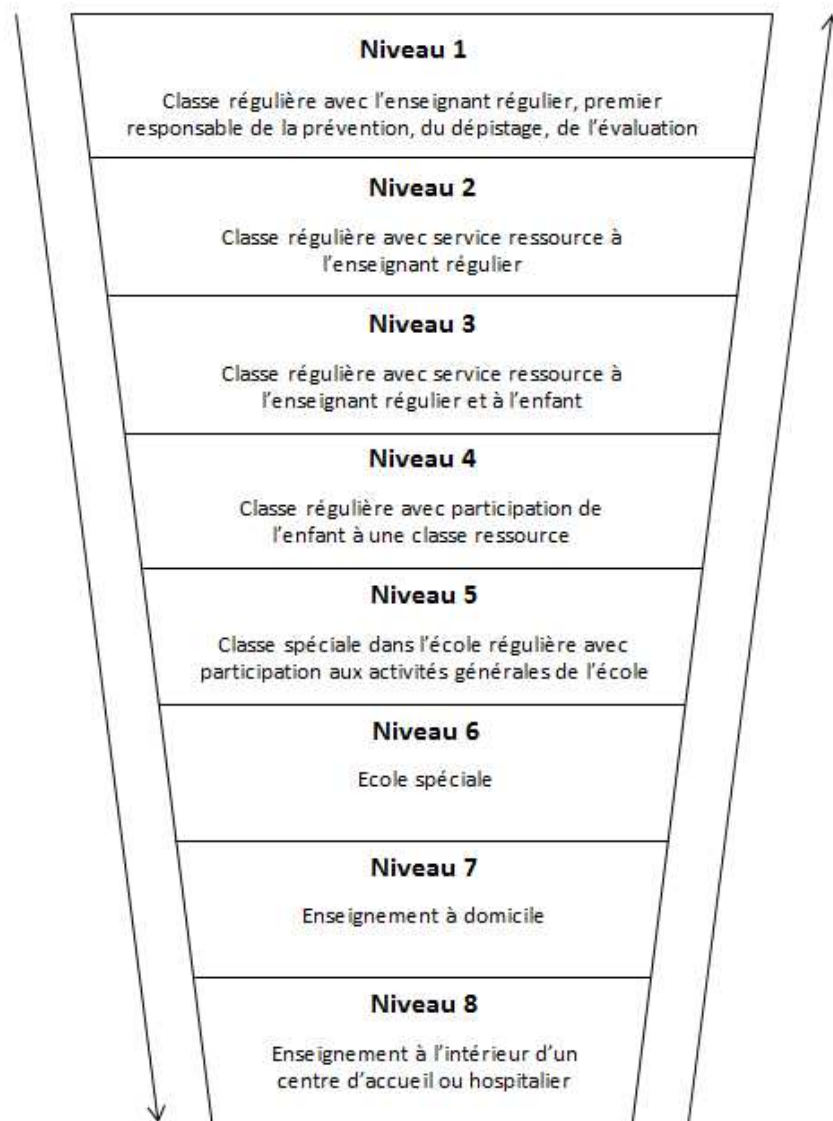 Niveau 1
Classe régulière avec l'enseignant régulier, premier
responsable de la prévention, du dépistage, de l'évaluation
Niveau 2
Classe régulière avec service ressource à
l'enseignant régulier
Niveau 3
Classe régulière avec service ressource à
l'enseignant régulier et à l'enfant
Niveau 4
Classe régulière avec participation de
l'enfant à une classe ressource
Niveau 5
Classe spéciale dans l'école régulière avec
participation aux activités générales de l'école
Niveau 6
Ecole spéciale
Niveau 7
Enseignement à domicile
Niveau 8
Enseignement à l'intérieur d'un
centre d'accueil ou hospitalier